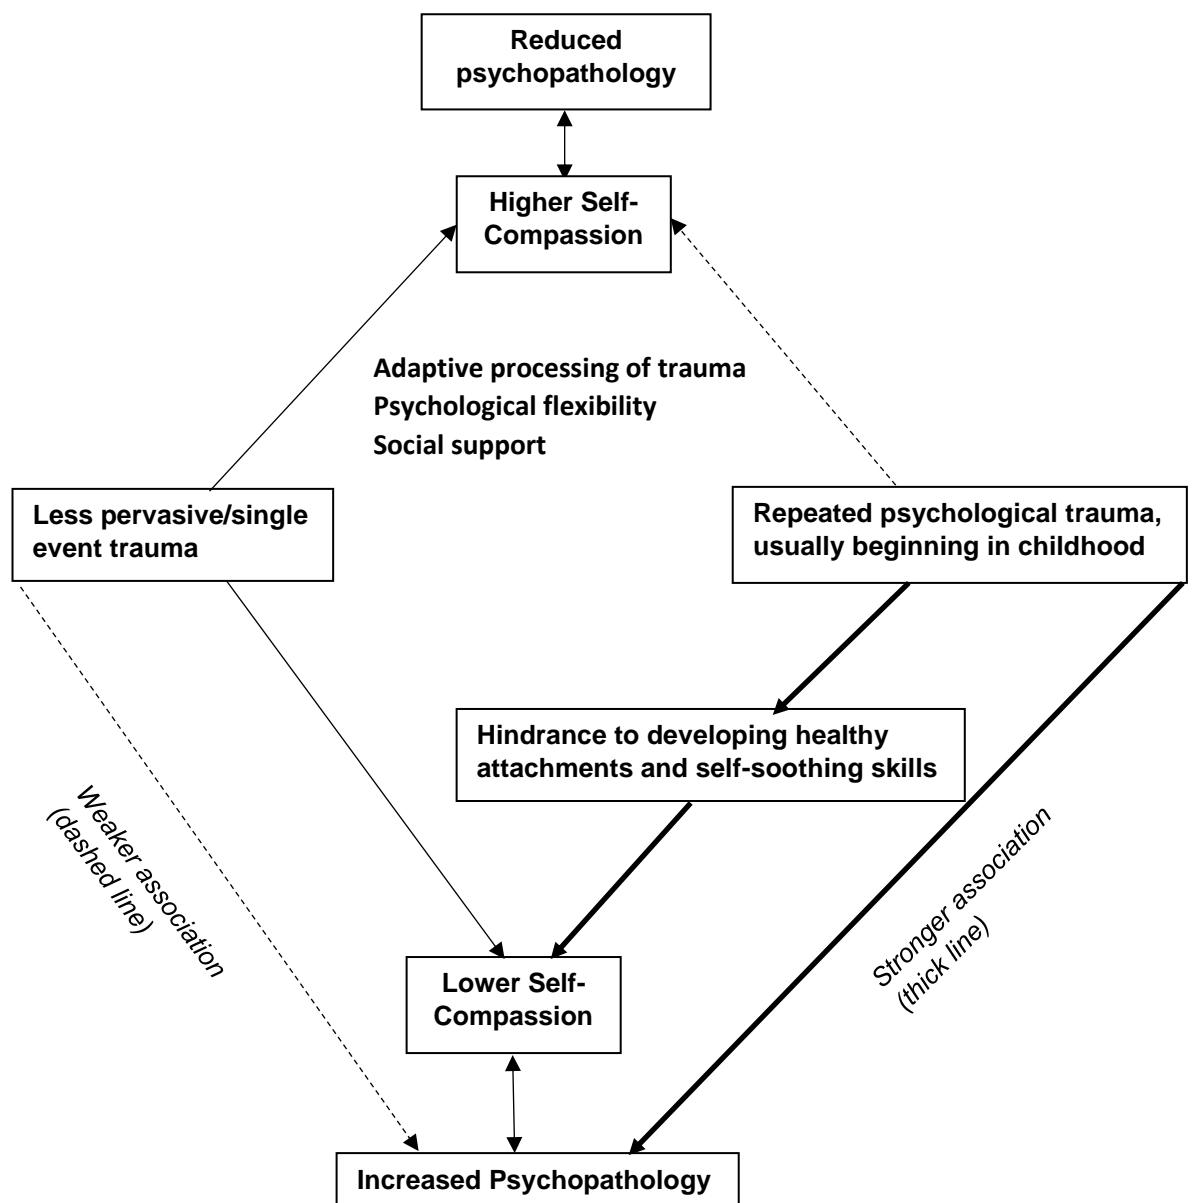 Reduced
psychopathology
Higher Self-
Compassion
Adaptive processing of trauma
Psychological flexibility
Social support
Less pervasive/single
event trauma
Repeated psychological trauma,
usually beginning in childhood
Hindrance to developing healthy
attachments and self-soothing skills
Weaker association
(dashed line)
Stronger association
(thick line)
Lower Self-
Compassion
Increased Psychopathology